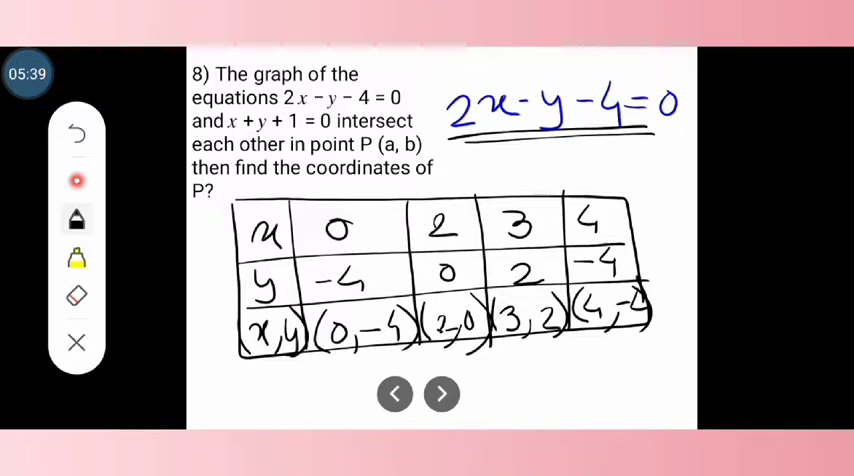 05:39
8) The graph of the
equations 2x − y − 4 = 0
and x + y + 1 = 0 intersect
each other in point P (a, b)
then find the coordinates of
P?
2x - y - 4 = 0
x 0 2 3 4
y -4 0 2 -4
(x,y) (0,-4) (2,0) (3,2) (4,-4)